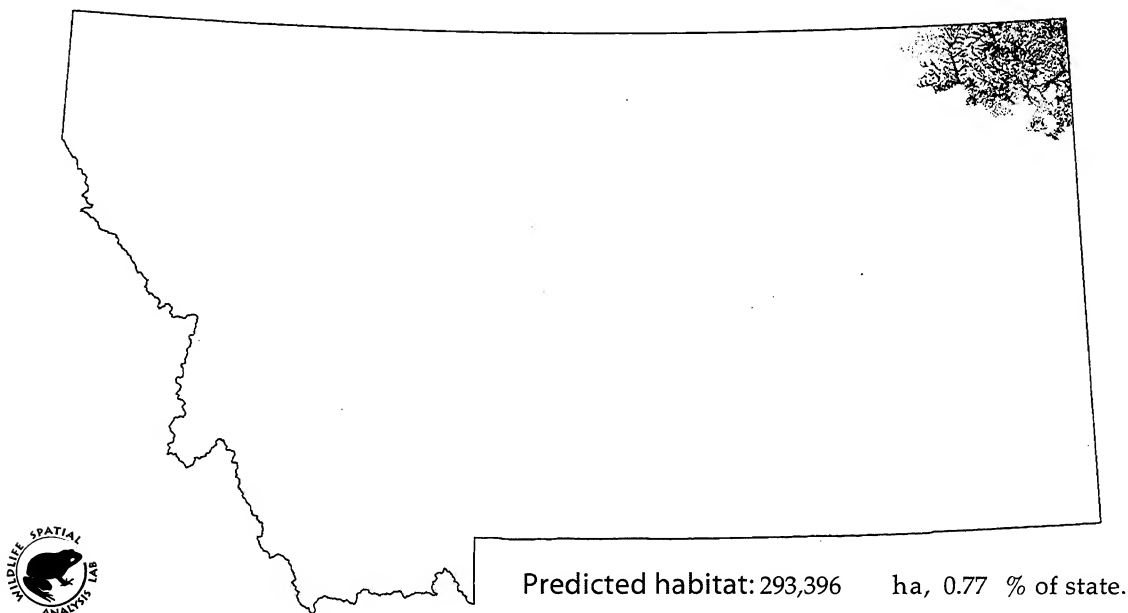 WILDLIFE SPATIAL ANALYSIS LAB
Predicted habitat: 293,396 ha, 0.77 % of state.